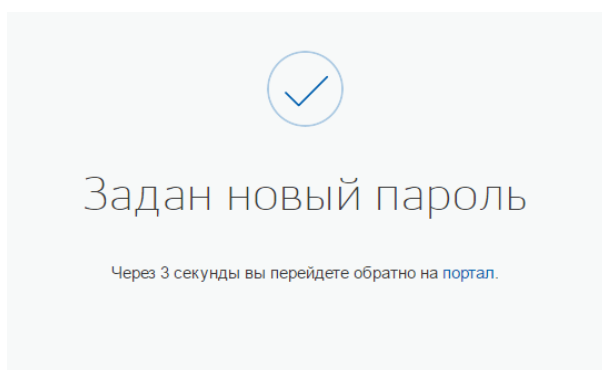 Задан новый пароль
Через 3 секунды вы перейдете обратно на портал.